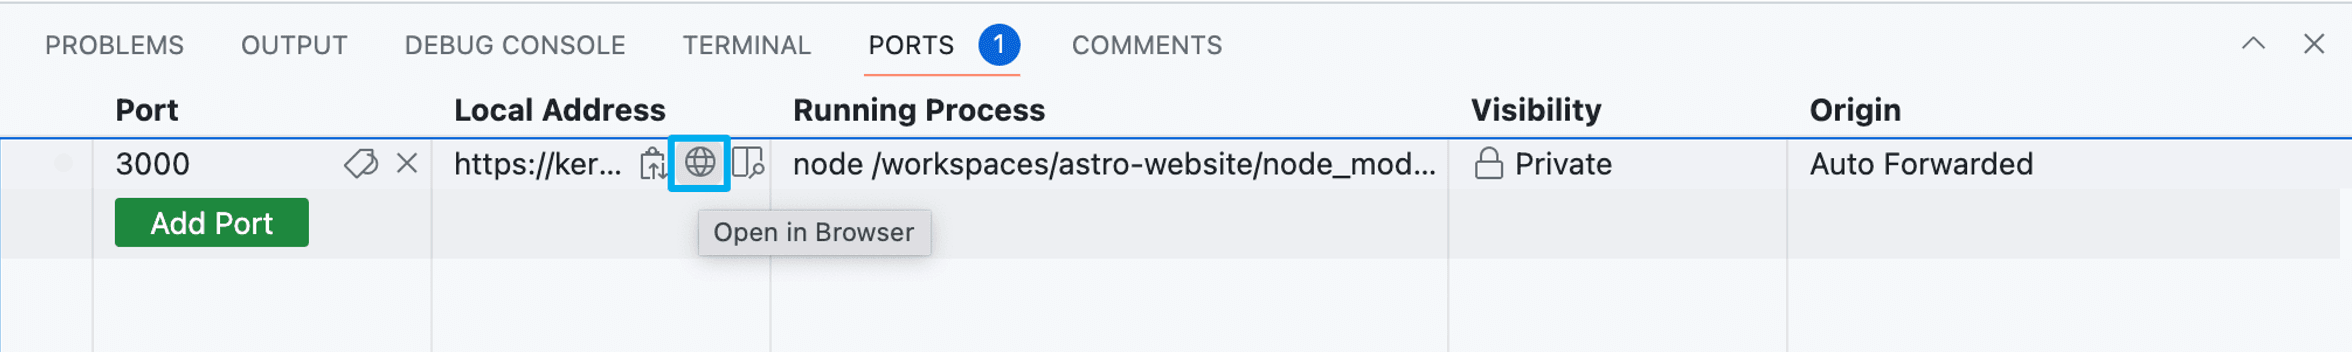 PROBLEMS OUTPUT DEBUG CONSOLE TERMINAL PORTS 1 COMMENTS
Port Local Address Running Process Visibility Origin
3000 https://ker... node /workspaces/astro-website/node_mod... Private Auto Forwarded
Add Port
Open in Browser